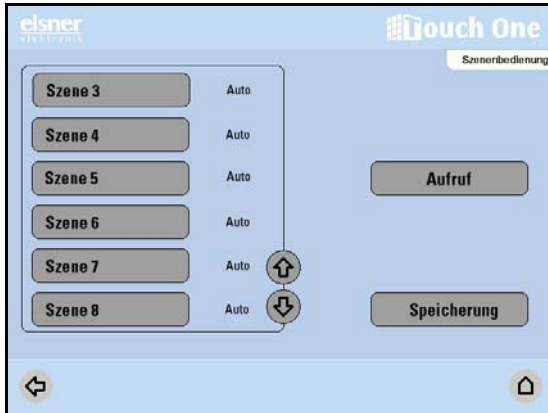 elsner
elektronik
Touch One
Szenenbedienung
Szene 3 Auto
Szene 4 Auto
Szene 5 Auto
Szene 6 Auto
Szene 7 Auto
Szene 8 Auto
Aufruf
Speicherung